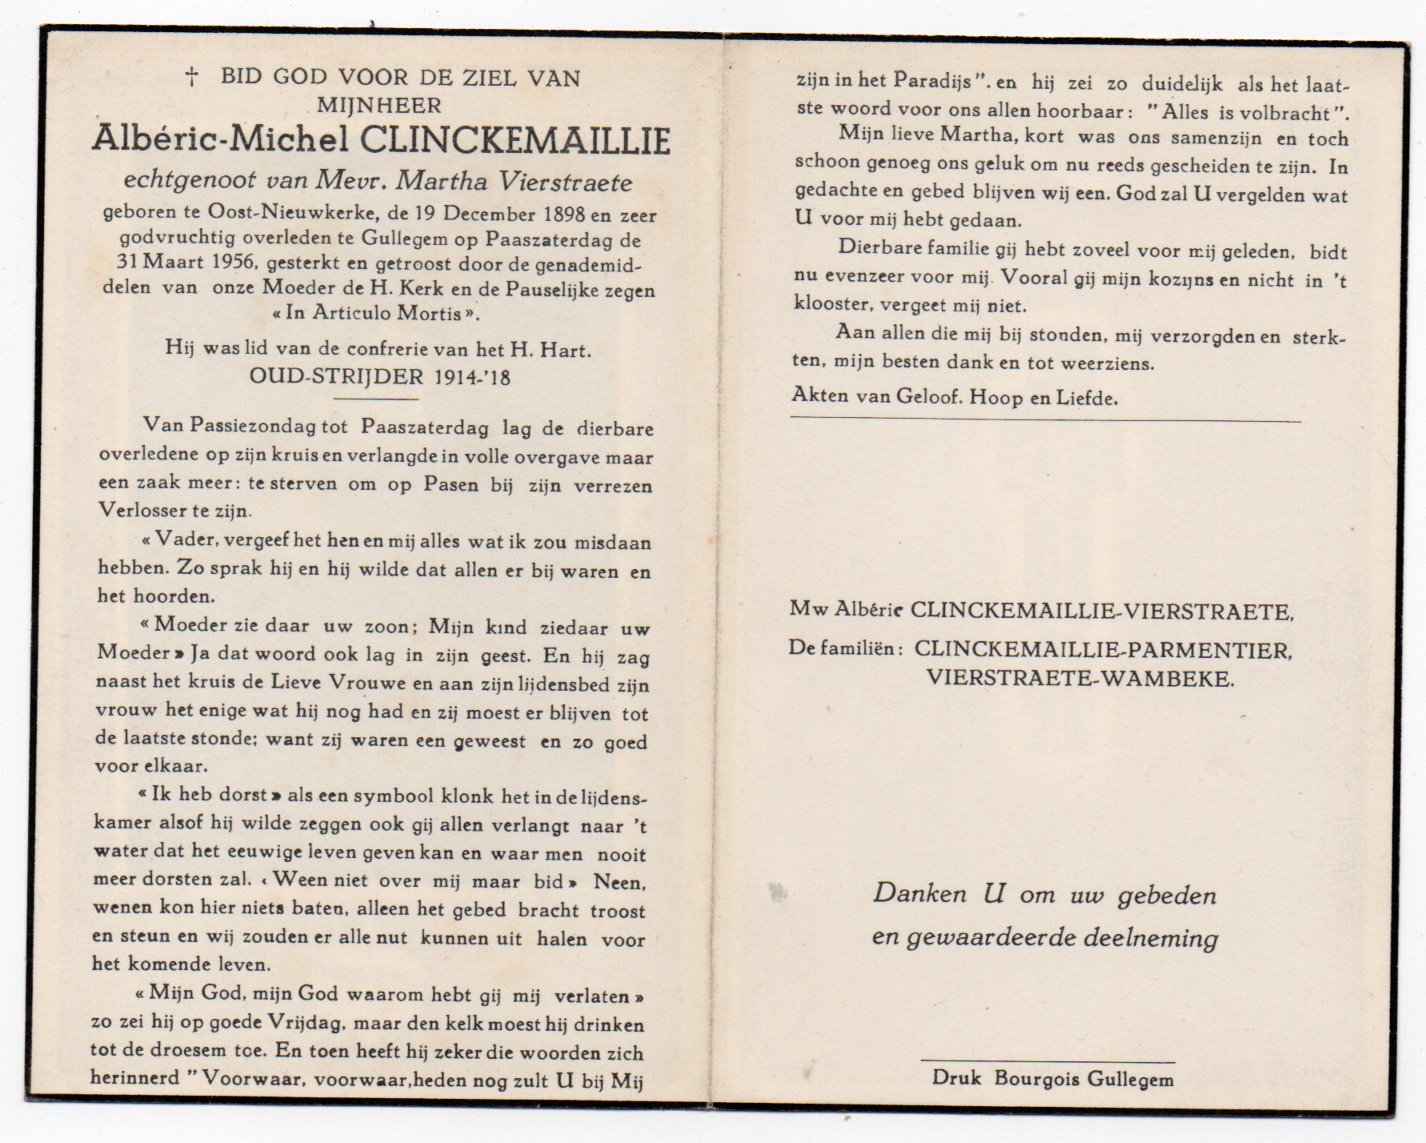 † BID GOD VOOR DE ZIEL VAN
MIJNHEER
Albéric-Michel CLINCKEMAILLIE
echtgenoot van Mevr. Martha Vierstraete
geboren te Oost-Nieuwkerke, de 19 December 1898 en zeer
godvruchtig overleden te Gullegem op Paaszaterdag de
31 Maart 1956, gesterkt en getroost door de genademid-
delen van onze Moeder de H. Kerk en de Pauselijke zegen
« In Articulo Mortis ».
Hij was lid van de confrerie van het H. Hart.
OUD-STRIJDER 1914-'18
Van Passiezondag tot Paaszaterdag lag de dierbare
overledene op zijn kruis en verlangde in volle overgave maar
een zaak meer: te sterven om op Pasen bij zijn verrezen
Verlosser te zijn.
« Vader, vergeef het hen en mij alles wat ik zou misdaan
hebben. Zo sprak hij en hij wilde dat allen er bij waren en
het hoorden.
« Moeder zie daar uw zoon; Mijn kind ziedaar uw
Moeder » Ja dat woord ook lag in zijn geest. En hij zag
naast het kruis de Lieve Vrouwe en aan zijn lijdensbed zijn
vrouw het enige wat hij nog had en zij moest er blijven tot
de laatste stonde; want zij waren een geweest en zo goed
voor elkaar.
« Ik heb dorst » als een symbool klonk het in de lijdens-
kamer alsof hij wilde zeggen ook gij allen verlangt naar 't
water dat het eeuwige leven geven kan en waar men nooit
meer dorsten zal. ‹ Ween niet over mij maar bid » Neen,
wenen kon hier niets baten, alleen het gebed bracht troost
en steun en wij zouden er alle nut kunnen uit halen voor
het komende leven.
« Mijn God, mijn God waarom hebt gij mij verlaten »
zo zei hij op goede Vrijdag, maar den kelk moest hij drinken
tot de droesem toe. En toen heeft hij zeker die woorden zich
herinnerd " Voorwaar, voorwaar, heden nog zult U bij Mij
zijn in het Paradijs ". en hij zei zo duidelijk als het laat-
ste woord voor ons allen hoorbaar: " Alles is volbracht ".
Mijn lieve Martha, kort was ons samenzijn en toch
schoon genoeg ons geluk om nu reeds gescheiden te zijn. In
gedachte en gebed blijven wij een. God zal U vergelden wat
U voor mij hebt gedaan.
Dierbare familie gij hebt zoveel voor mij geleden, bidt
nu evenzeer voor mij. Vooral gij mijn kozijns en nicht in 't
klooster, vergeet mij niet.
Aan allen die mij bij stonden, mij verzorgden en sterk-
ten, mijn besten dank en tot weerziens.
Akten van Geloof. Hoop en Liefde.
Mw Albéric CLINCKEMAILLIE-VIERSTRAETE,
De familiën: CLINCKEMAILLIE-PARMENTIER,
VIERSTRAETE-WAMBEKE.
Danken U om uw gebeden
en gewaardeerde deelneming
Druk Bourgois Gullegem